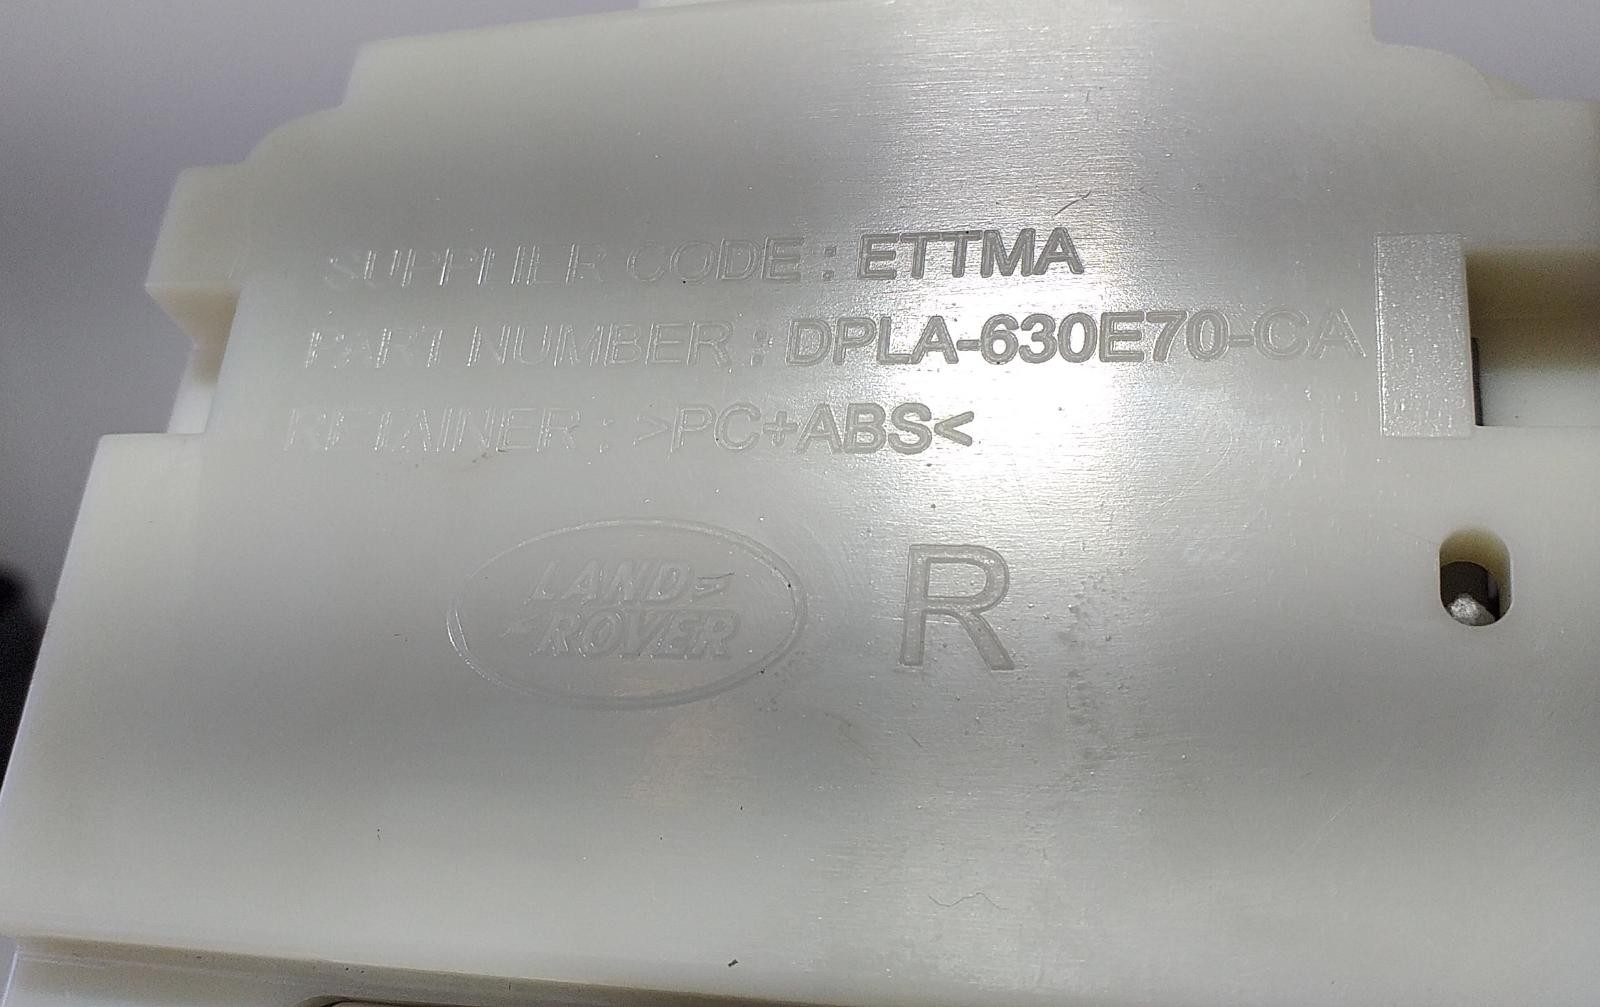 SUPPLIER CODE : ETTMA
PART NUMBER : DPLA-630E70-CA
RETAINER : >PC+ABS<
LAND
ROVER
R